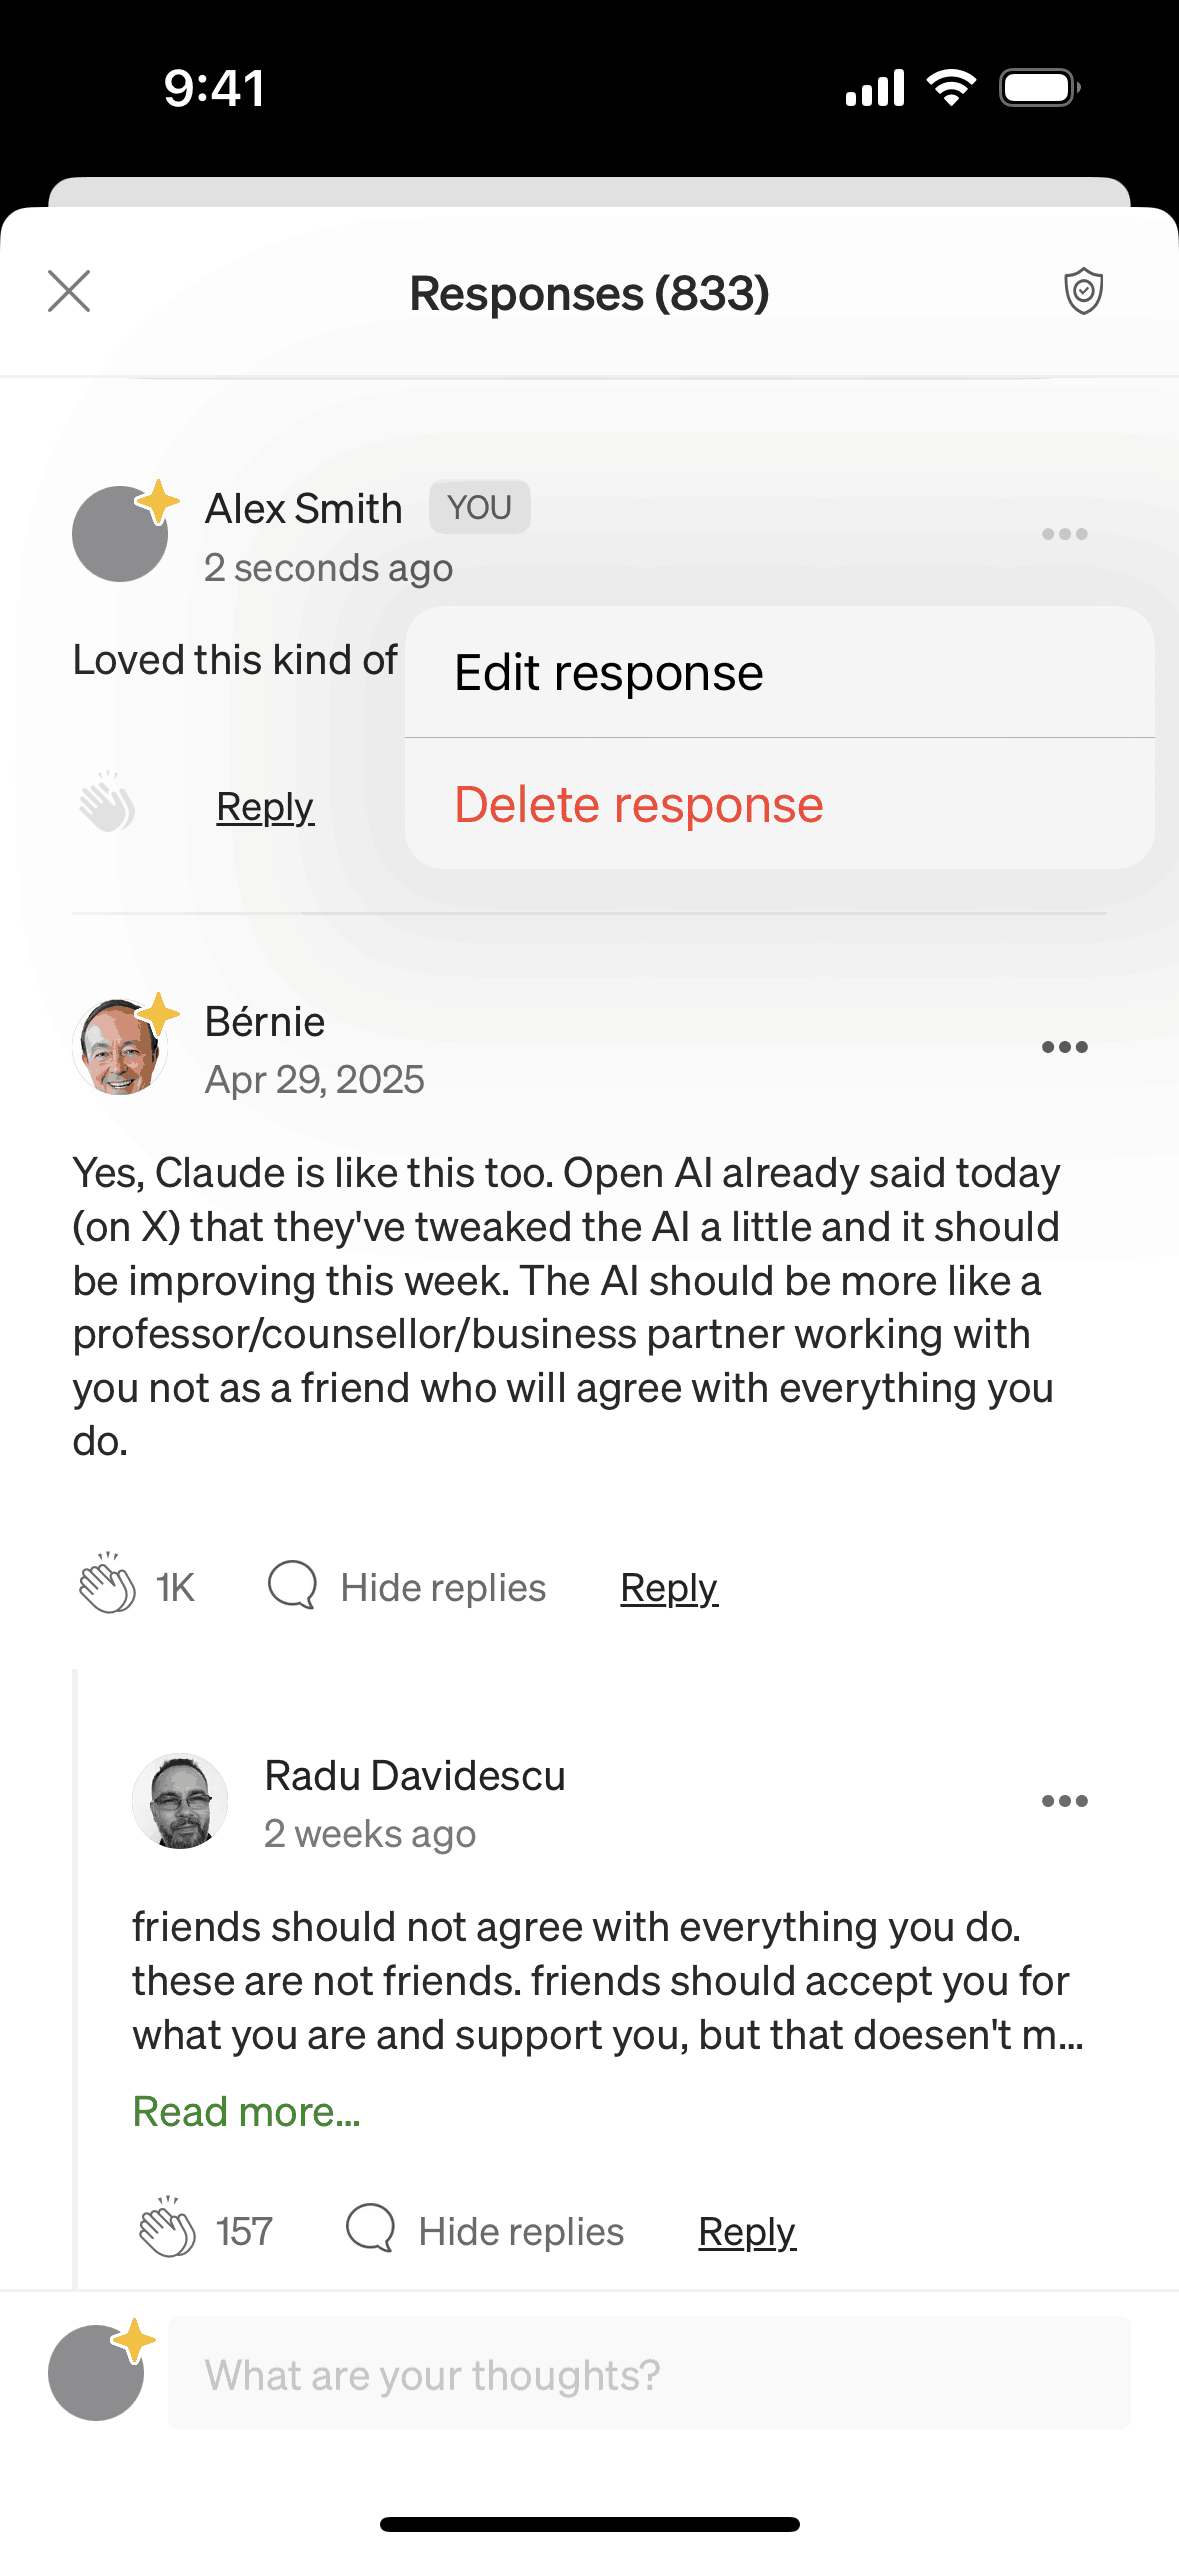 9:41
Responses (833)
Alex Smith YOU
2 seconds ago
Loved this kind of
Edit response
Delete response
Reply
Bérnie
Apr 29, 2025
Yes, Claude is like this too. Open AI already said today
(on X) that they've tweaked the AI a little and it should
be improving this week. The AI should be more like a
professor/counsellor/business partner working with
you not as a friend who will agree with everything you
do.
1K Hide replies Reply
Radu Davidescu
2 weeks ago
friends should not agree with everything you do.
these are not friends. friends should accept you for
what you are and support you, but that doesen't m...
Read more...
157 Hide replies Reply
What are your thoughts?